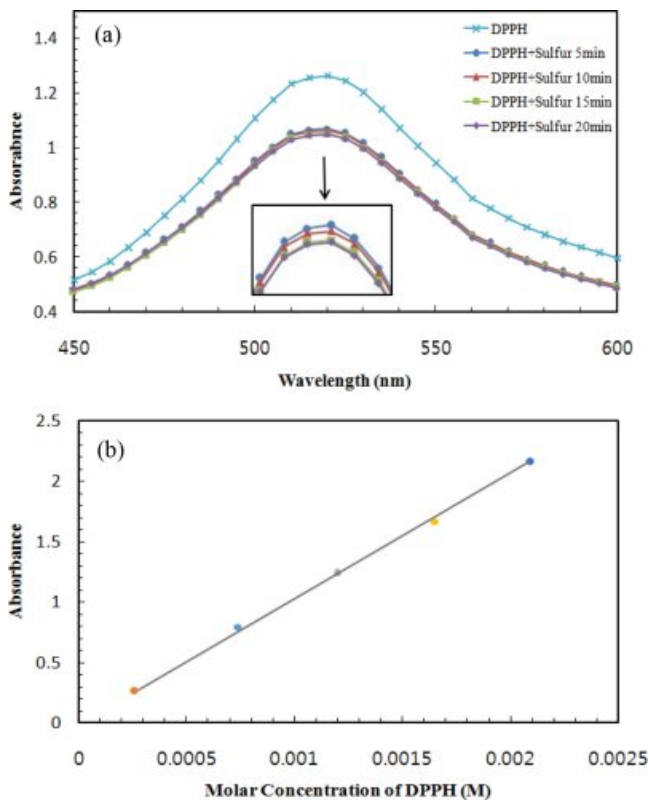 (a)
DPPH
DPPH+Sulfur 5min
DPPH+Sulfur 10min
DPPH+Sulfur 15min
DPPH+Sulfur 20min
1.4
1.2
1
0.8
0.6
0.4
Absorabnce
450 500 550 600
Wavelength (nm)
(b)
2.5
2
1.5
1
0.5
0
Absorbance
0 0.0005 0.001 0.0015 0.002 0.0025
Molar Concentration of DPPH (M)